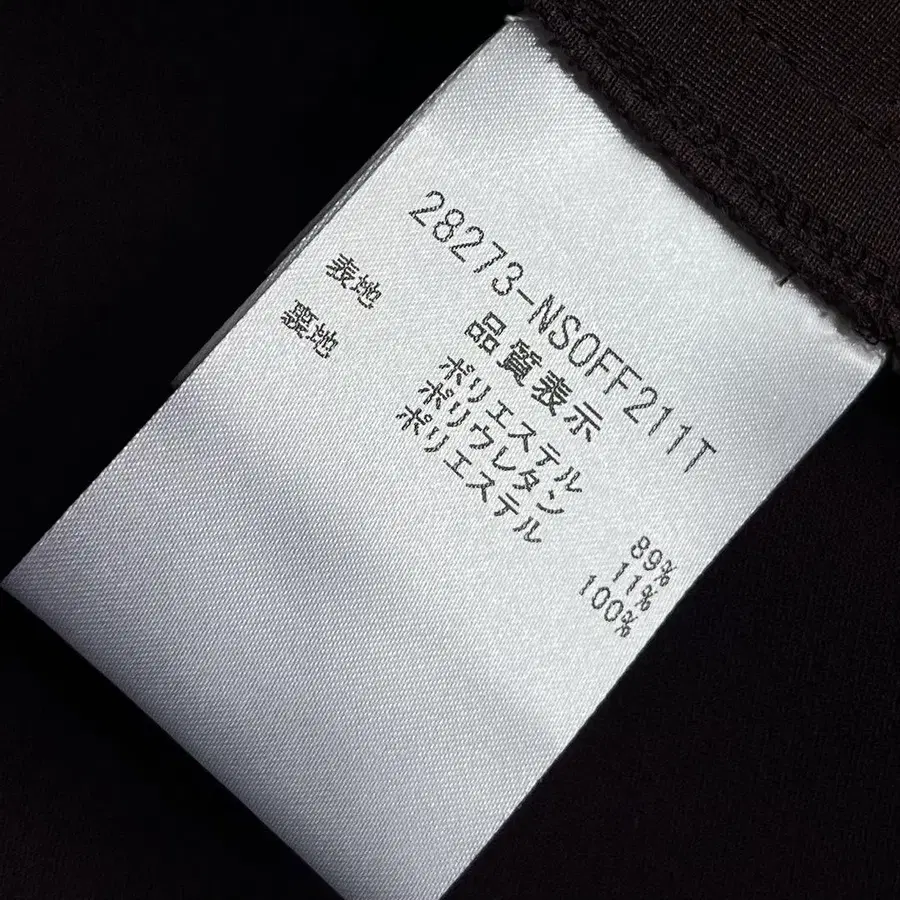 28273-NSOFF211T
品質表示
表地 ポリエステル 89%
ポリウレタン 11%
裏地 ポリエステル 100%